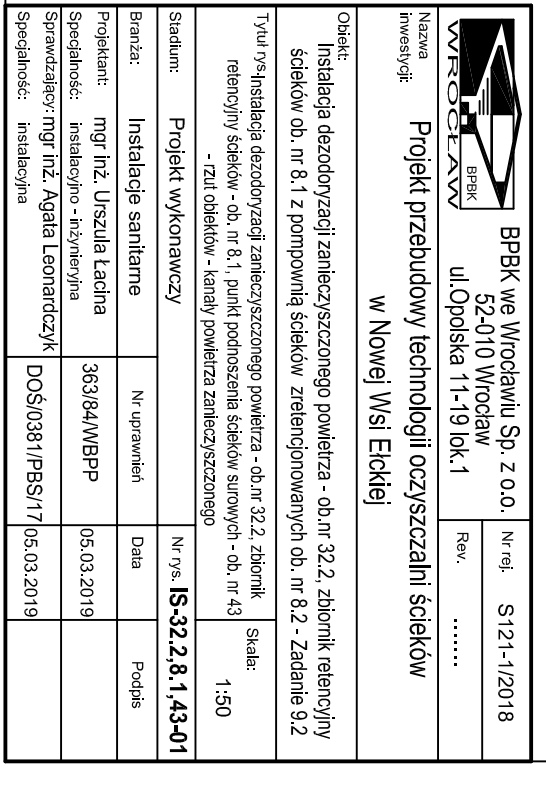 BPBK
WROCŁAW
BPBK we Wrocławiu Sp. z o.o.
52-010 Wrocław
ul.Opolska 11-19 lok.1
Nr rej. S121-1/2018
Rev. .......
Nazwa
inwestycji:
Projekt przebudowy technologii oczyszczalni ścieków
w Nowej Wsi Ełckiej
Obiekt:
Instalacja dezodoryzacji zanieczyszczonego powietrza - ob.nr 32.2, zbiornik retencyjny
ścieków ob. nr 8.1 z pompownią ścieków zretencjonowanych ob. nr 8.2 - Zadanie 9.2
Tytuł rys. Instalacja dezodoryzacji zanieczyszczonego powietrza - ob.nr 32.2, zbiornik
retencyjny ścieków - ob. nr 8.1, punkt podnoszenia ścieków surowych - ob. nr 43
- rzut obiektów - kanały powietrza zanieczyszczonego
Skala:
1:50
Stadium: Projekt wykonawczy
Nr rys. IS-32.2,8.1,43-01
Branża: Instalacje sanitarne Nr uprawnień Data Podpis
Projektant: mgr inż. Urszula Łacina 363/84/WBPP 05.03.2019
Specjalność: instalacyjno - inżynieryjna
Sprawdzający: mgr inż. Agata Leonardczyk DOŚ/0381/PBS/17 05.03.2019
Specjalność: instalacyjna